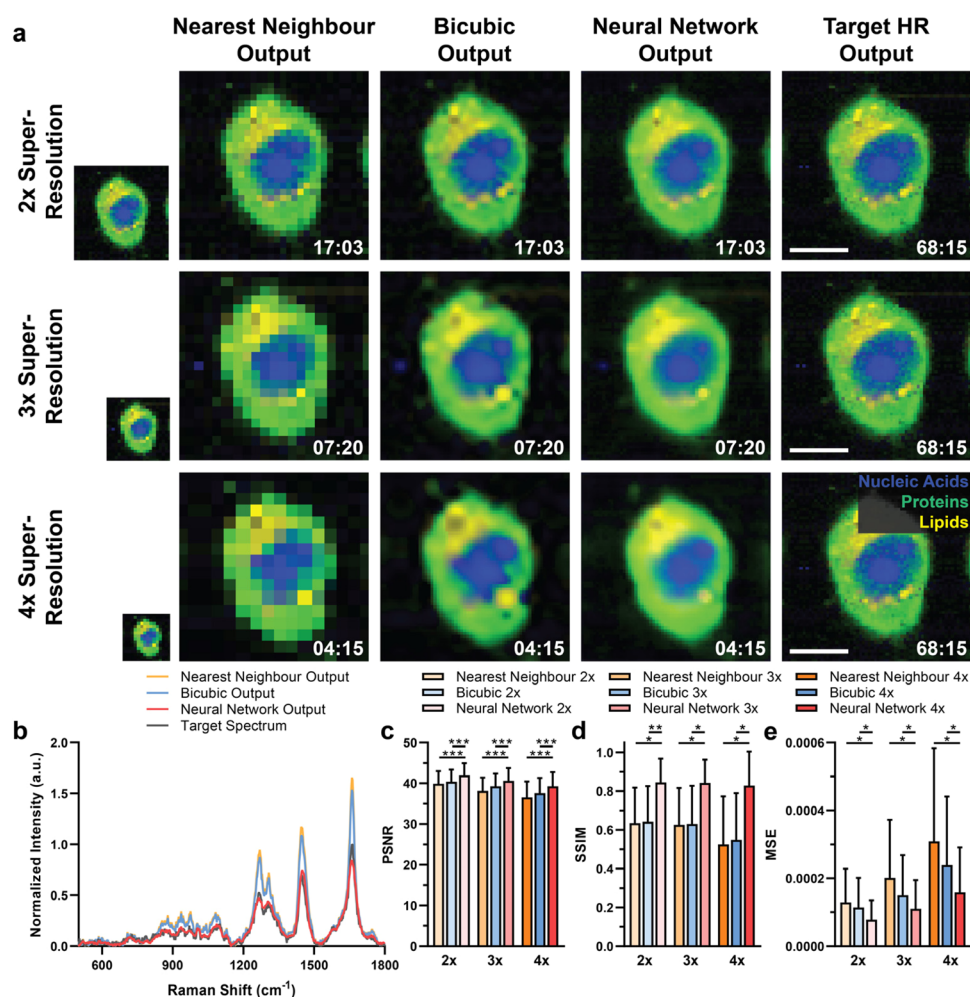 a
Nearest Neighbour
Output
Bicubic
Output
Neural Network
Output
Target HR
Output
2x Super-
Resolution
17:03
17:03
17:03
68:15
3x Super-
Resolution
07:20
07:20
07:20
68:15
4x Super-
Resolution
04:15
04:15
04:15
Nucleic Acids
Proteins
Lipids
68:15
Nearest Neighbour Output
Bicubic Output
Neural Network Output
Target Spectrum
Nearest Neighbour 2x
Bicubic 2x
Neural Network 2x
Nearest Neighbour 3x
Bicubic 3x
Neural Network 3x
Nearest Neighbour 4x
Bicubic 4x
Neural Network 4x
b
Normalized Intensity (a.u.)
2.0
1.5
1.0
0.5
0.0
600
900
1200
1500
1800
Raman Shift (cm⁻¹)
c
PSNR
50
40
30
20
10
0
*** *** ***
*** *** ***
2x 3x 4x
d
SSIM
1.0
0.8
0.6
0.4
0.2
0.0
** * *
* * *
2x 3x 4x
e
MSE
0.0006
0.0004
0.0002
0.0000
* * *
* * *
2x 3x 4x